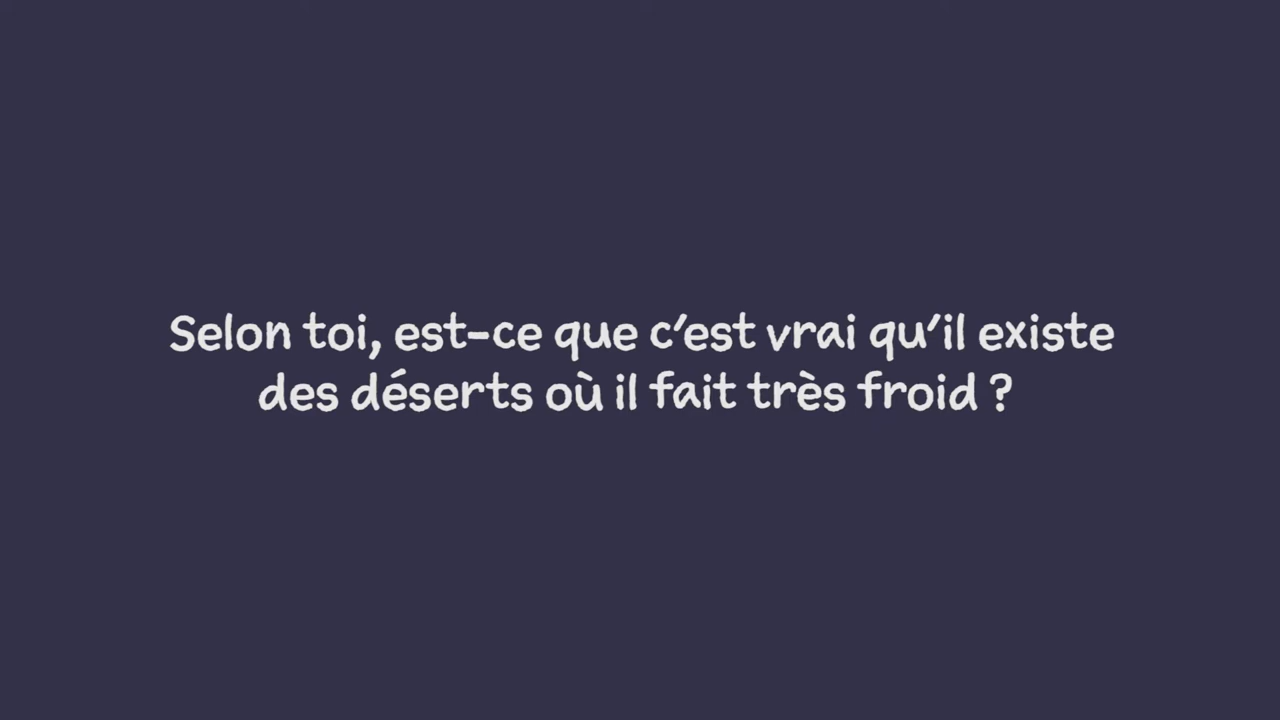 Selon toi, est-ce que c’est vrai qu’il existe
des déserts où il fait très froid ?